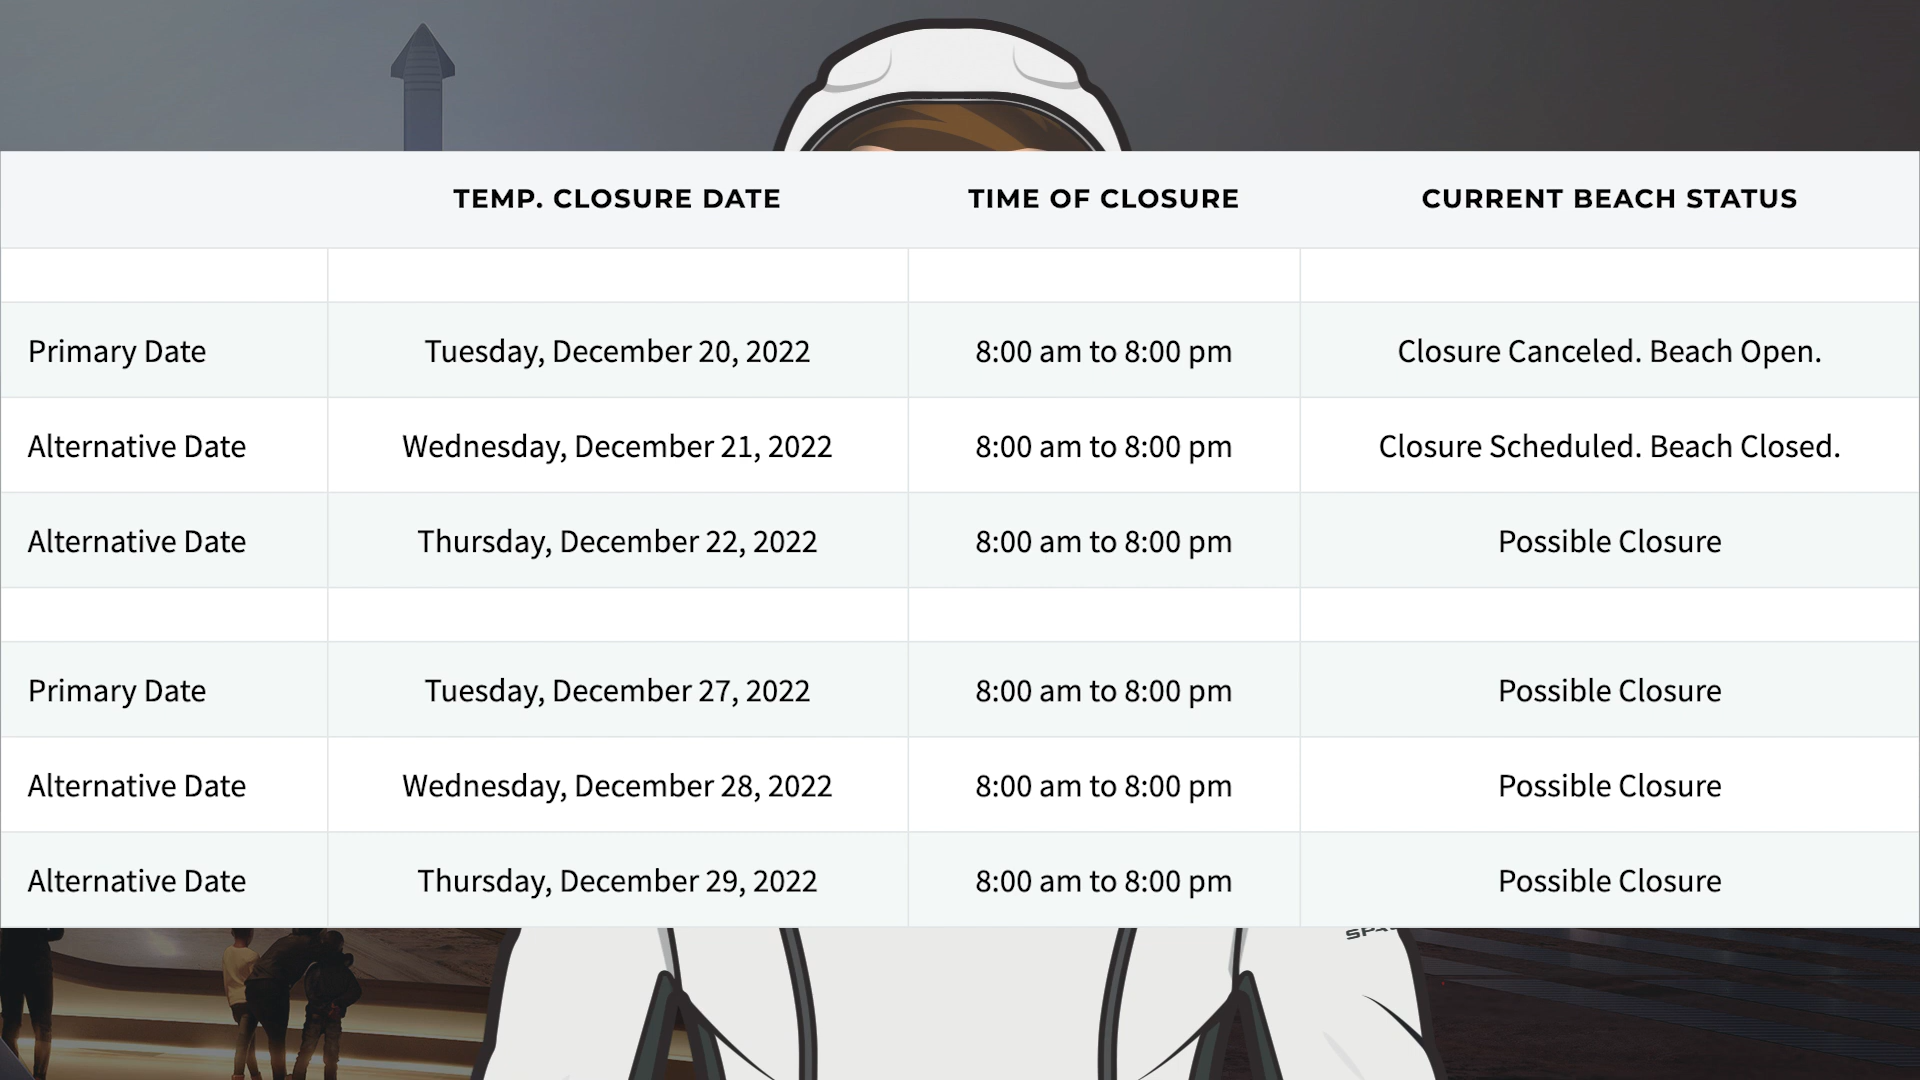 TEMP. CLOSURE DATE TIME OF CLOSURE CURRENT BEACH STATUS
Primary Date Tuesday, December 20, 2022 8:00 am to 8:00 pm Closure Canceled. Beach Open.
Alternative Date Wednesday, December 21, 2022 8:00 am to 8:00 pm Closure Scheduled. Beach Closed.
Alternative Date Thursday, December 22, 2022 8:00 am to 8:00 pm Possible Closure
Primary Date Tuesday, December 27, 2022 8:00 am to 8:00 pm Possible Closure
Alternative Date Wednesday, December 28, 2022 8:00 am to 8:00 pm Possible Closure
Alternative Date Thursday, December 29, 2022 8:00 am to 8:00 pm Possible Closure